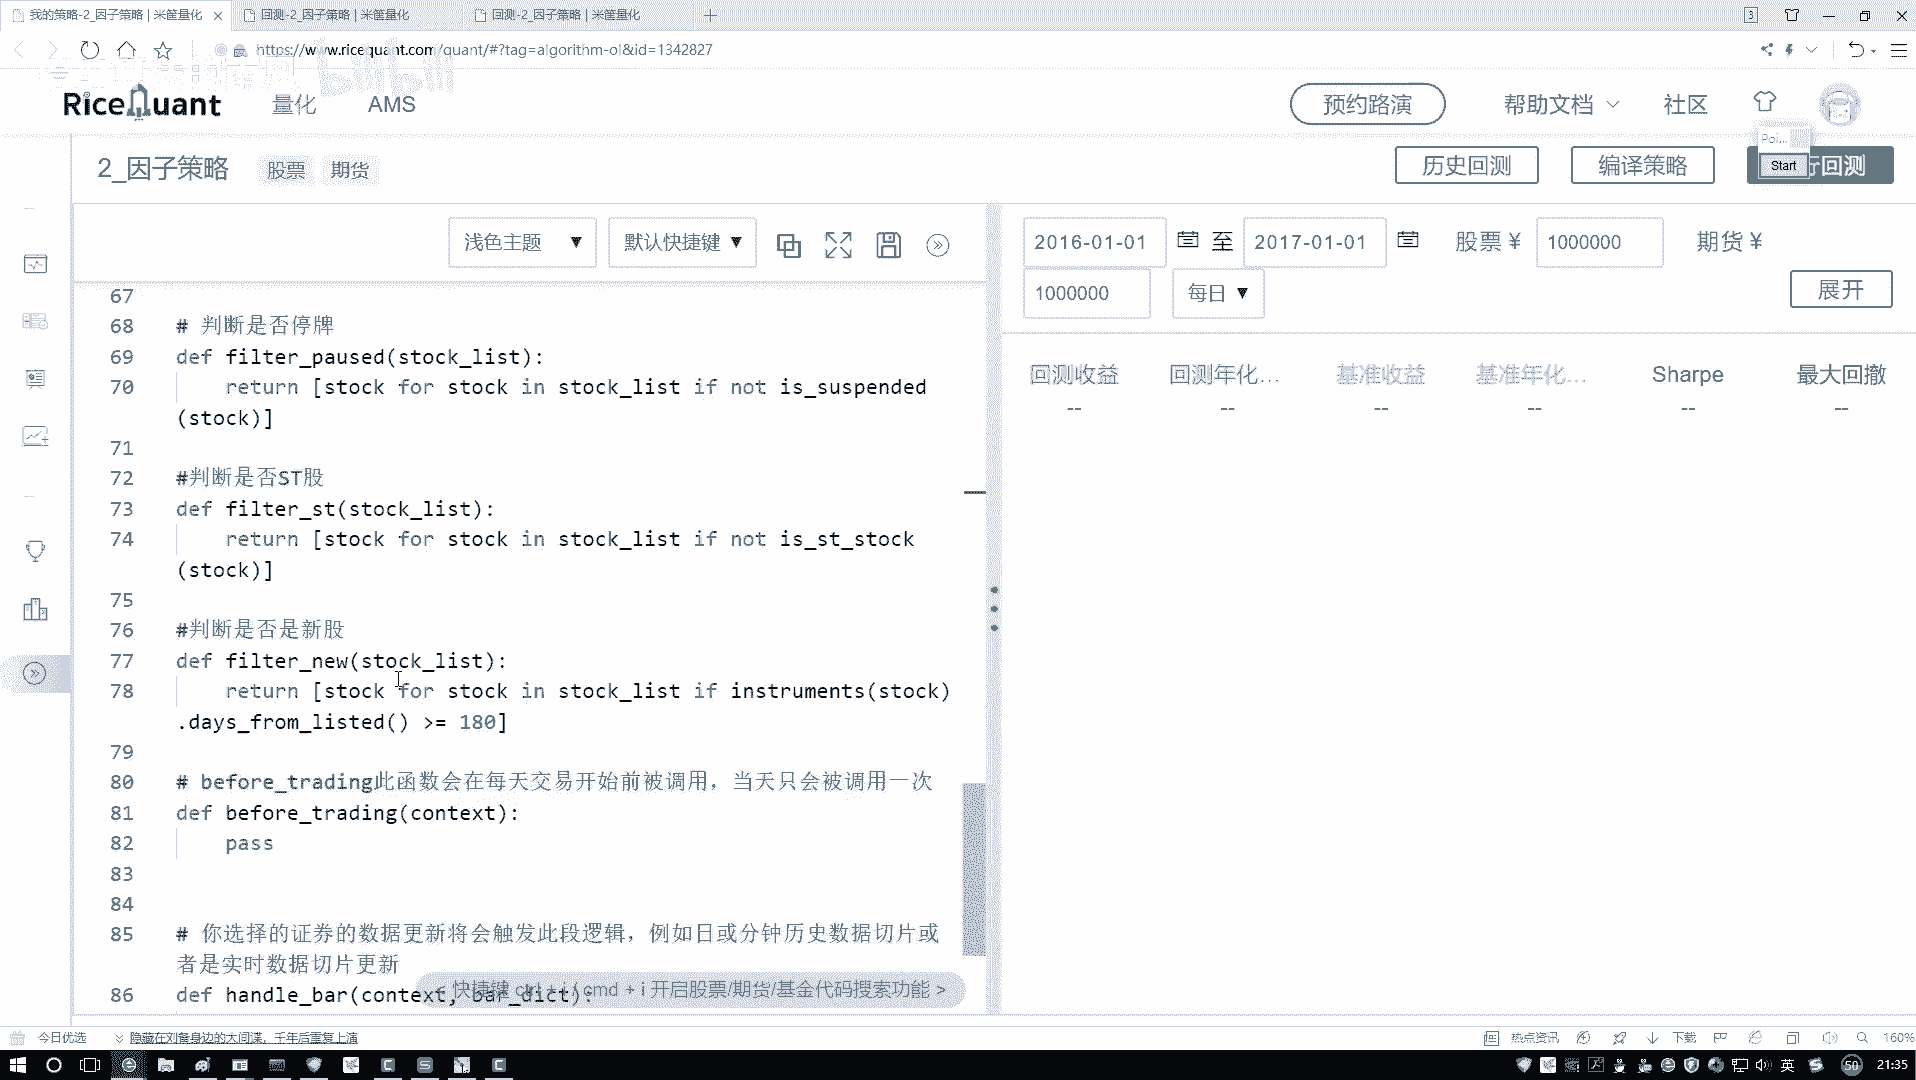 我的策略-2_因子策略 | 米筐量化
回测-2_因子策略 | 米筐量化
回测-2_因子策略 | 米筐量化
3
https://www.ricequant.com/quant/#?tag=algorithm-ol&id=1342827
RiceQuant 量化 AMS 预约路演 帮助文档 社区
2_因子策略 股票 期货 历史回测 编译策略 回测
Poi...
Start
浅色主题 ▼ 默认快捷键 ▼
2016-01-01 至 2017-01-01 股票 ¥ 1000000 期货 ¥
1000000 每日 ▼ 展开
回测收益 回测年化... 基准收益 基准年化... Sharpe 最大回撤
-- -- -- -- -- --
67
68 # 判断是否停牌
69 def filter_paused(stock_list):
70 return [stock for stock in stock_list if not is_suspended
(stock)]
71
72 #判断是否ST股
73 def filter_st(stock_list):
74 return [stock for stock in stock_list if not is_st_stock
(stock)]
75
76 #判断是否是新股
77 def filter_new(stock_list):
78 return [stock for stock in stock_list if instruments(stock)
.days_from_listed() >= 180]
79
80 # before_trading此函数会在每天交易开始前被调用，当天只会被调用一次
81 def before_trading(context):
82 pass
83
84
85 # 你选择的证券的数据更新将会触发此段逻辑，例如日或分钟历史数据切片或
者是实时数据切片更新
86 def handle_bar(context, bar_dict):
< 快捷键 ctrl + i / cmd + i 开启股票/期货/基金代码搜索功能 >
今日优选 隐藏在刘备身边的大间谍，千年后重复上演 热点资讯 下载 160%
英 50 21:35